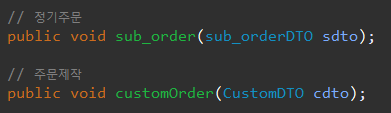 // 정기주문
public void sub_order(sub_orderDTO sdto);
// 주문제작
public void customOrder(CustomDTO cdto);